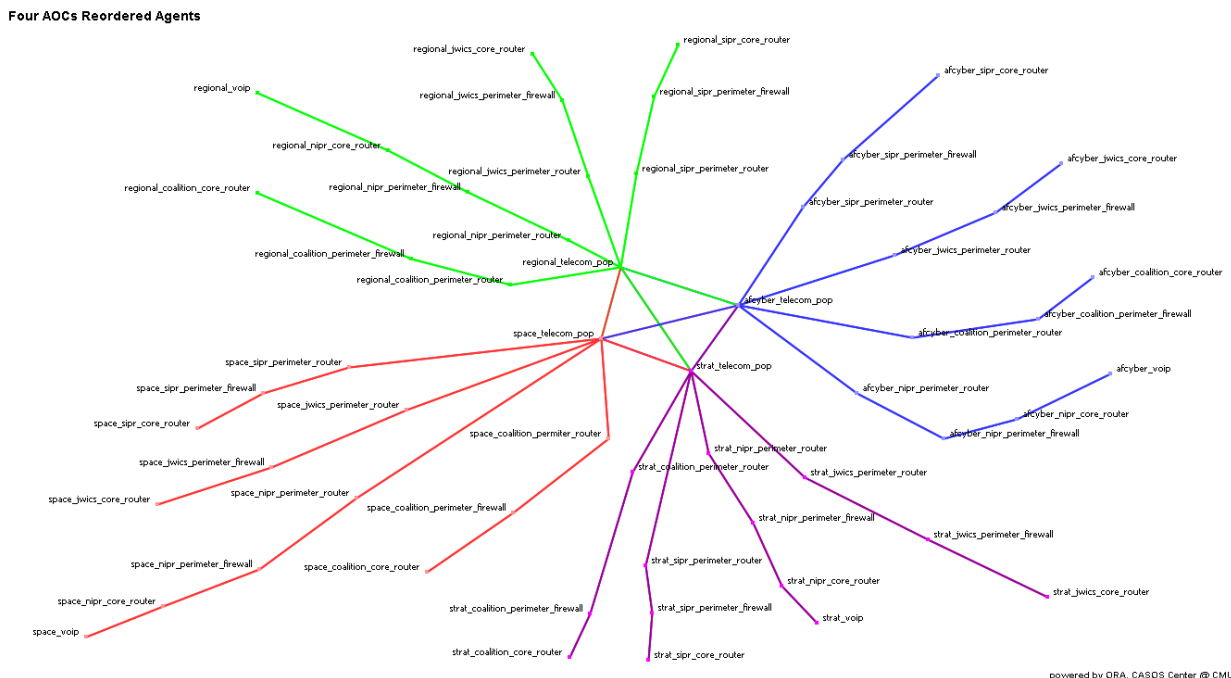 Four AOCs Reordered Agents
regional_sipr_core_router
regional_jwics_core_router
afcyber_sipr_core_router
regional_voip
regional_sipr_perimeter_firewall
regional_jwics_perimeter_firewall
regional_nipr_core_router
afcyber_sipr_perimeter_firewall
afcyber_jwics_core_router
regional_sipr_perimeter_router
regional_jwics_perimeter_router
regional_coalition_core_router
regional_nipr_perimeter_firewall
afcyber_sipr_perimeter_router
afcyber_jwics_perimeter_firewall
regional_nipr_perimeter_router
afcyber_jwics_perimeter_router
regional_coalition_perimeter_firewall
regional_telecom_pop
afcyber_coalition_core_router
regional_coalition_perimeter_router
afcyber_telecom_pop
afcyber_coalition_perimeter_firewall
space_telecom_pop
afcyber_coalition_perimeter_router
space_sipr_perimeter_router
strat_telecom_pop
afcyber_voip
space_sipr_perimeter_firewall
afcyber_nipr_perimeter_router
space_jwics_perimeter_router
afcyber_nipr_core_router
space_sipr_core_router
space_coalition_permiter_router
afcyber_nipr_perimeter_firewall
strat_nipr_perimeter_router
space_jwics_perimeter_firewall
strat_coalition_perimeter_router
strat_jwics_perimeter_router
space_nipr_perimeter_router
space_jwics_core_router
space_coalition_perimeter_firewall
strat_nipr_perimeter_firewall
strat_jwics_perimeter_firewall
space_nipr_perimeter_firewall
strat_sipr_perimeter_router
space_coalition_core_router
strat_nipr_core_router
strat_jwics_core_router
space_nipr_core_router
strat_coalition_perimeter_firewall
strat_sipr_perimeter_firewall
strat_voip
space_voip
strat_coalition_core_router
strat_sipr_core_router
powered by ORA, CASOS Center @ CMU